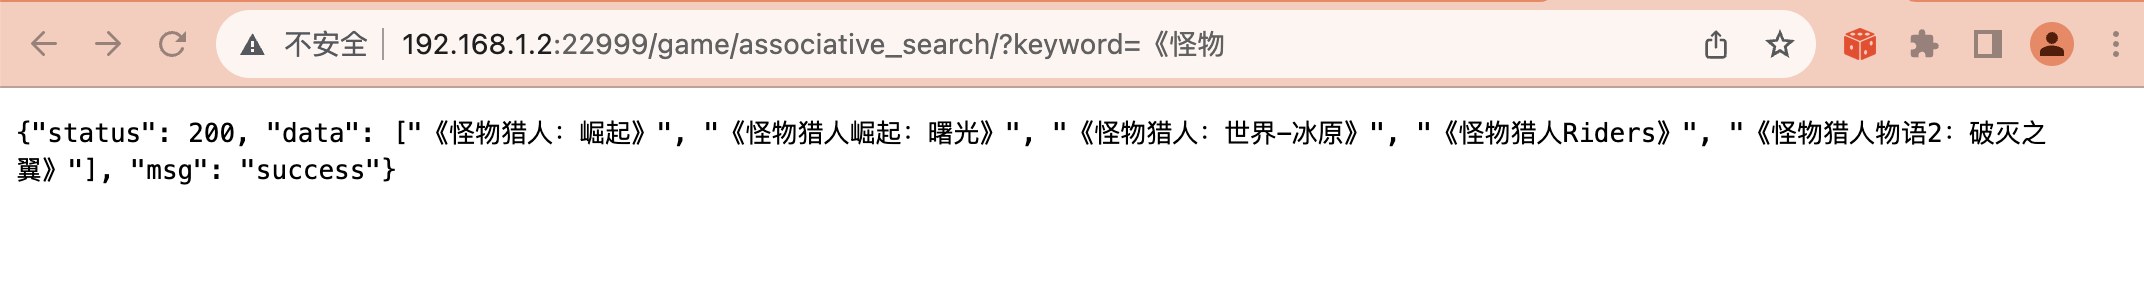 不安全 192.168.1.2:22999/game/associative_search/?keyword=《怪物
{"status": 200, "data": ["《怪物猎人：崛起》", "《怪物猎人崛起：曙光》", "《怪物猎人：世界-冰原》", "《怪物猎人Riders》", "《怪物猎人物语2：破灭之
翼》"], "msg": "success"}